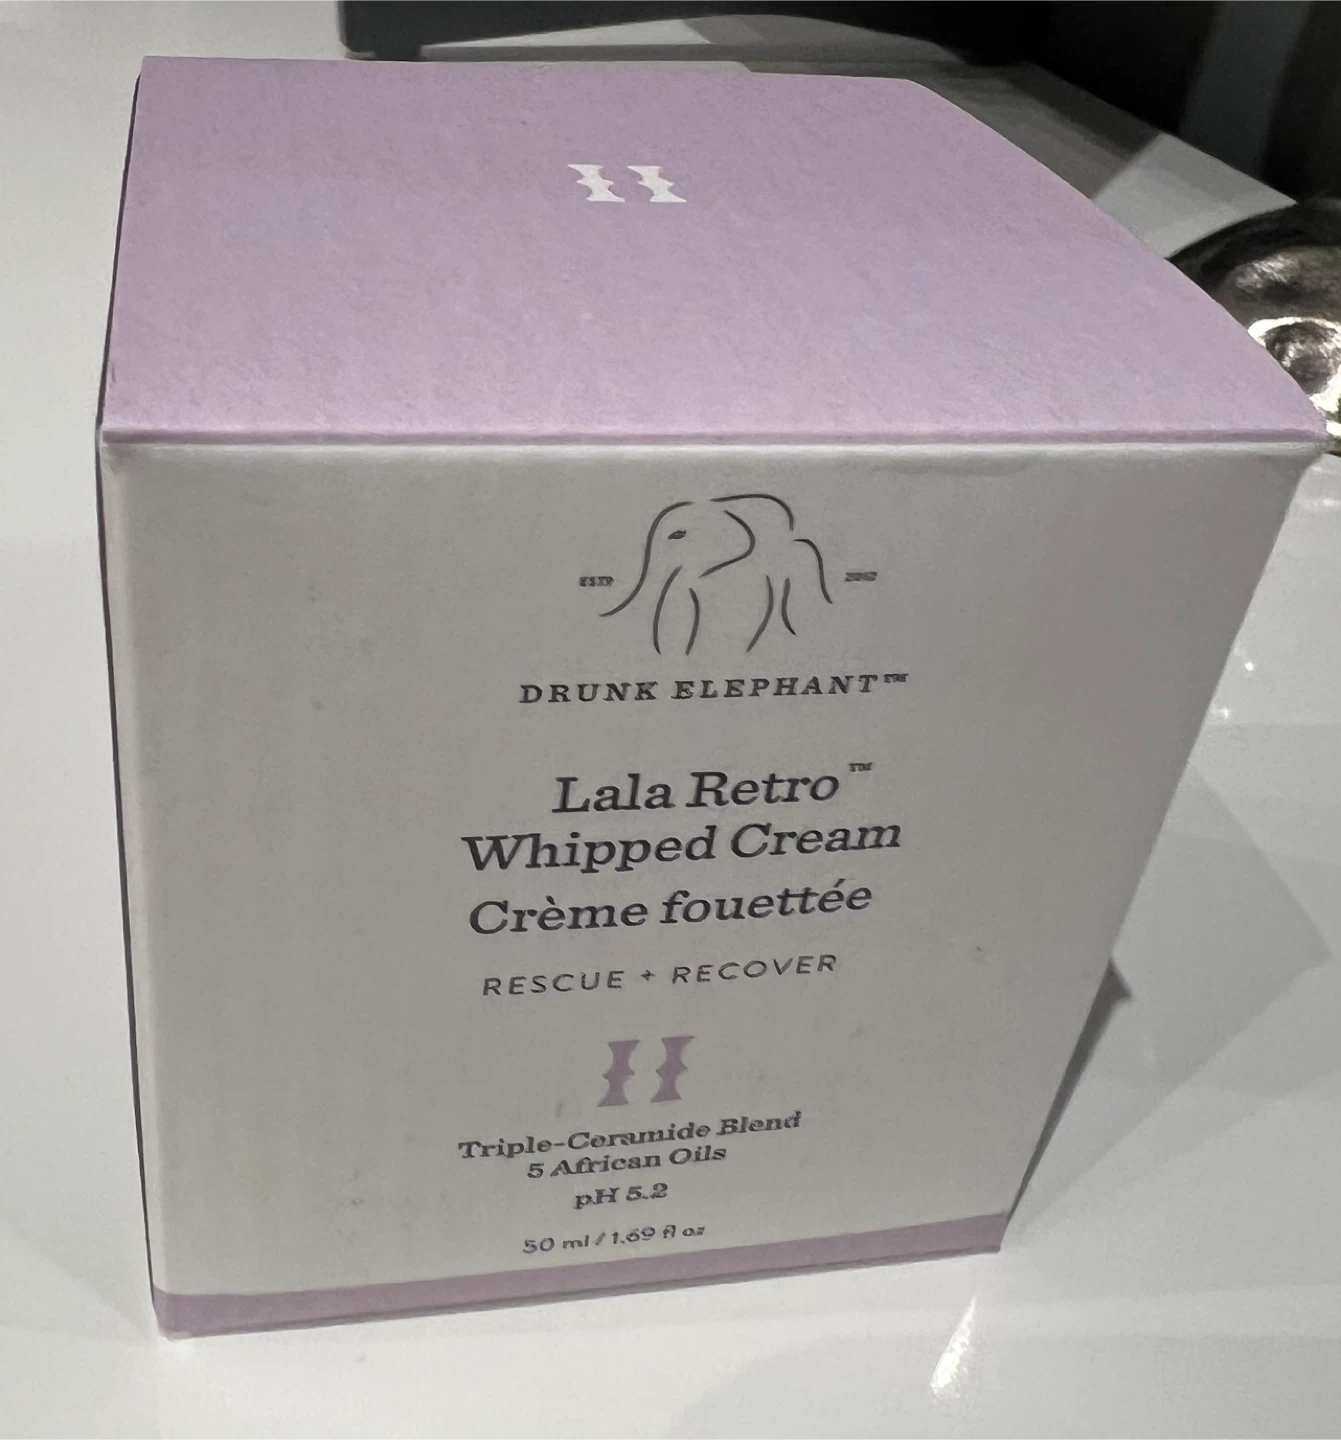 DRUNK ELEPHANT™
Lala Retro™
Whipped Cream
Crème fouettée
RESCUE + RECOVER
Triple-Ceramide Blend
5 African Oils
pH 5.2
50 ml / 1.69 fl oz